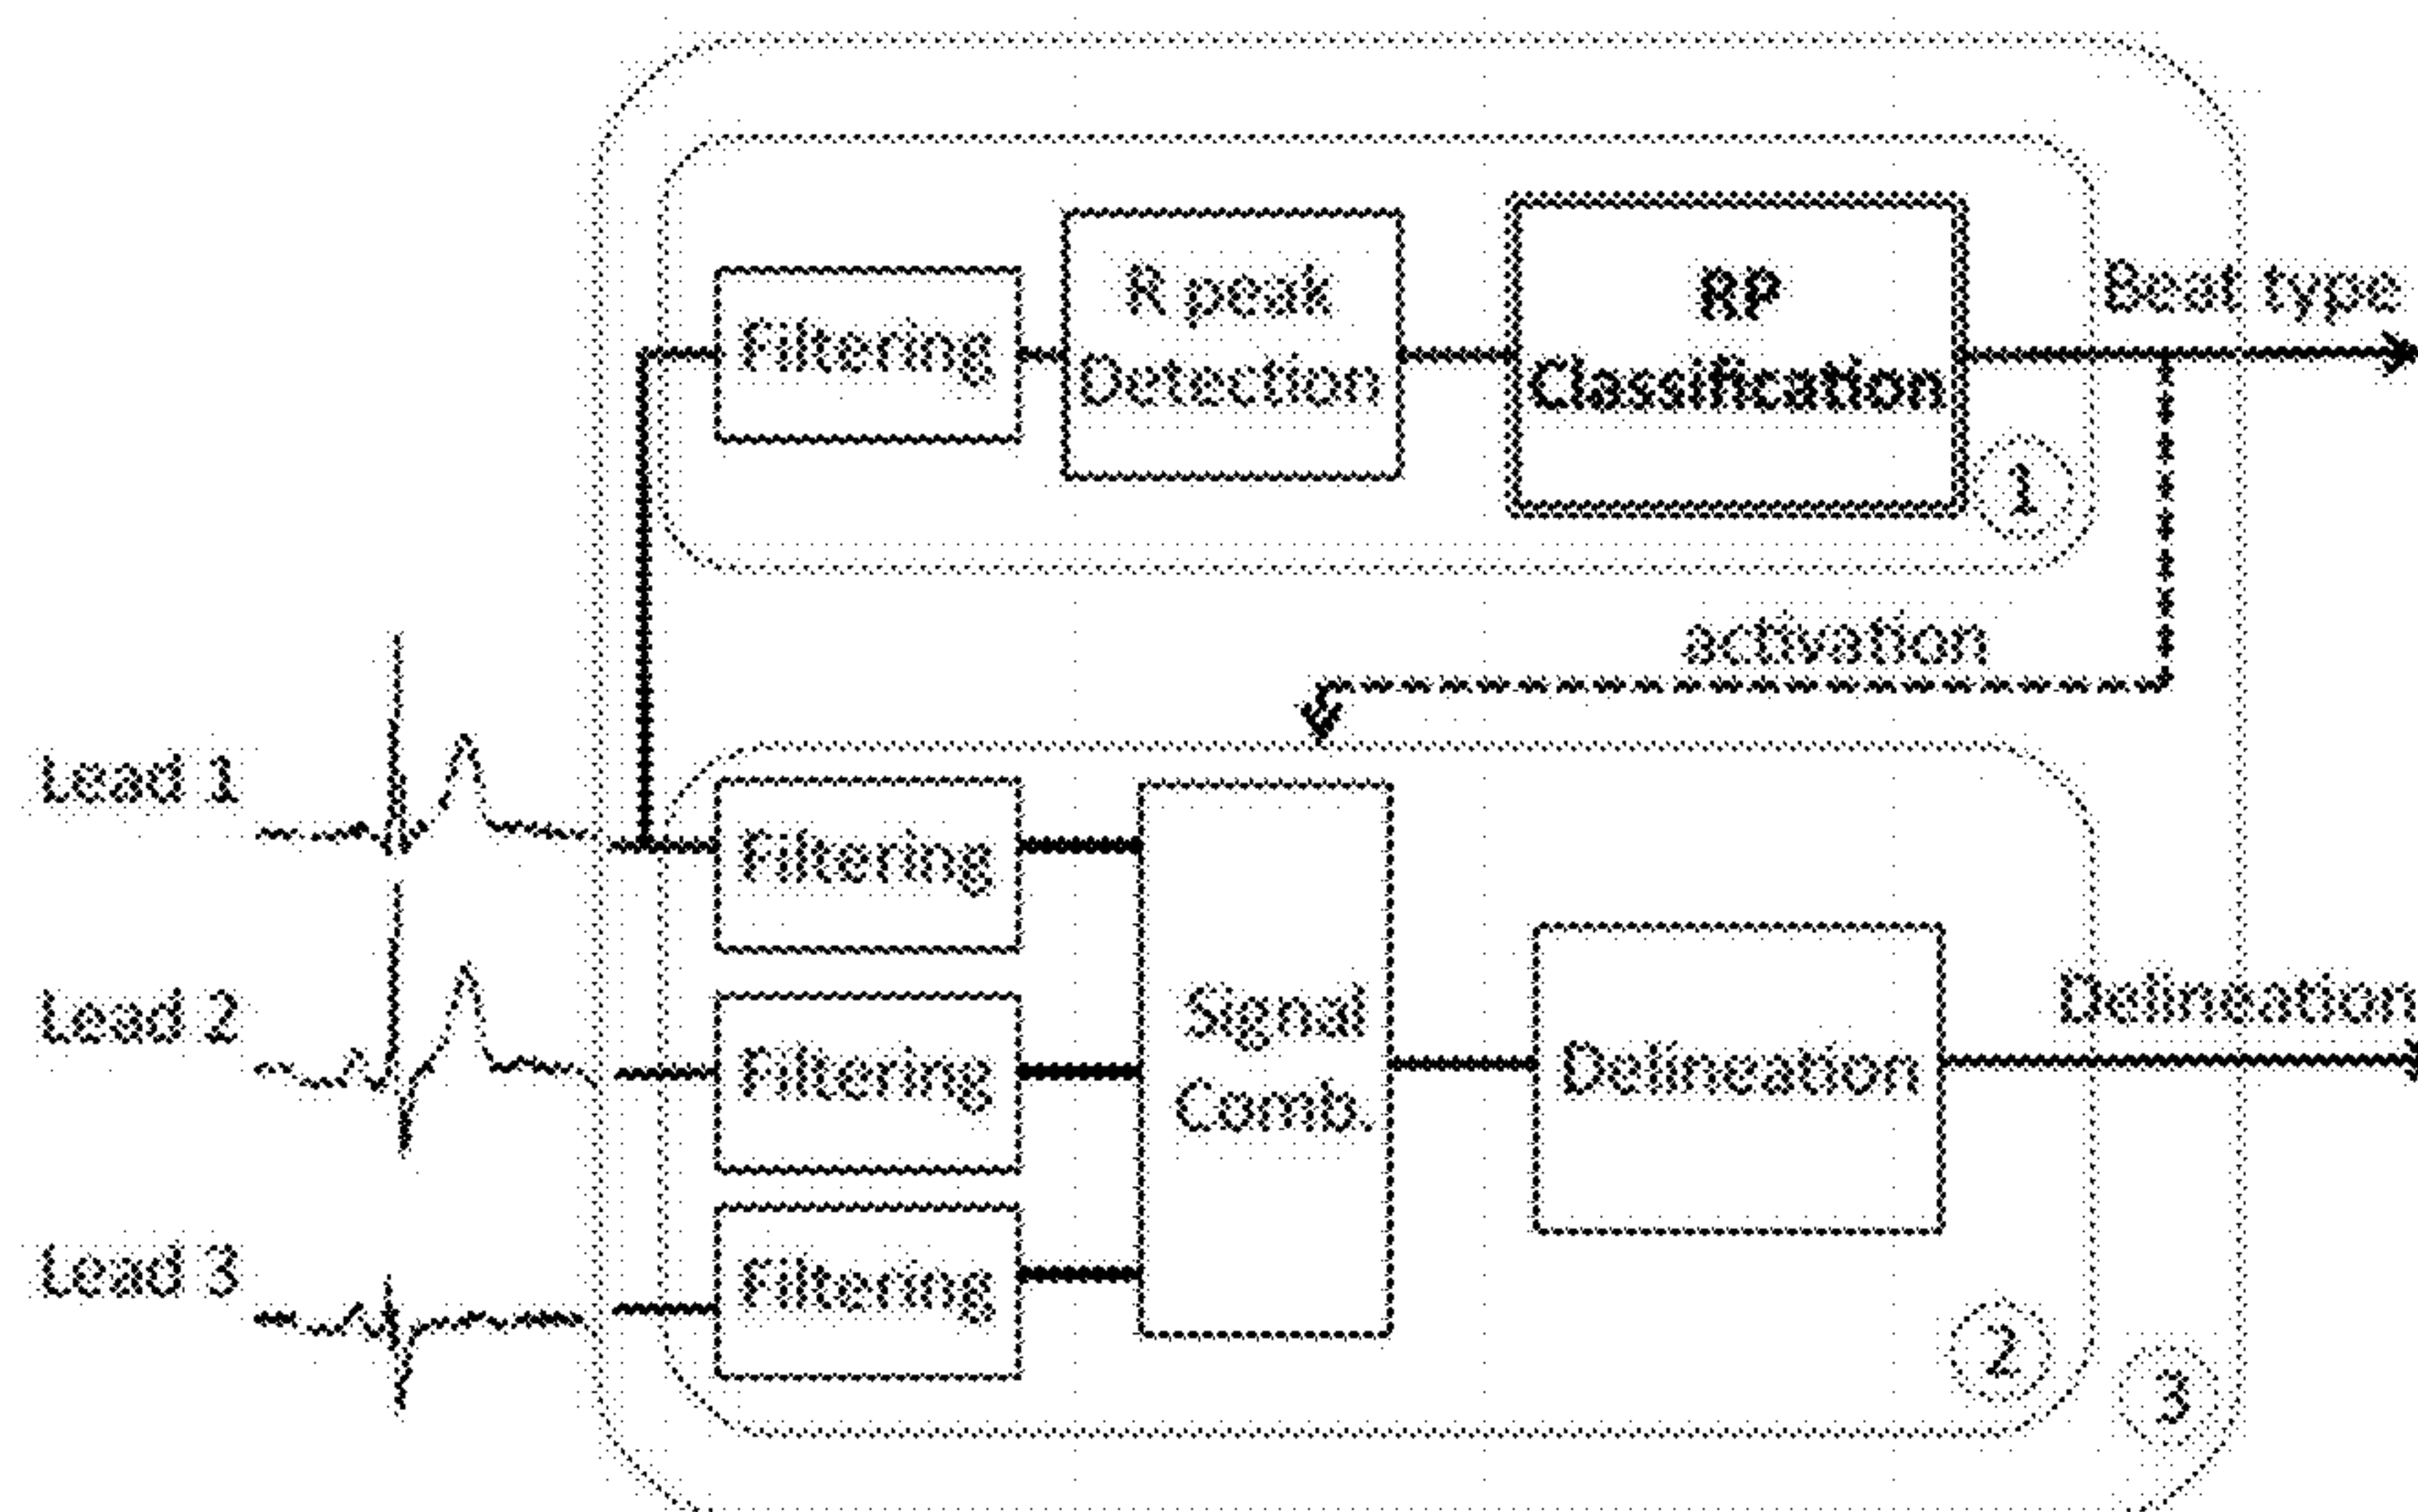 Filtering
R peak
Detection
RP
Classification
Beat type
1
activation
Lead 1
Filtering
Lead 2
Filtering
Signal
Comb.
Delineation
Delineation
Lead 3
Filtering
2
3